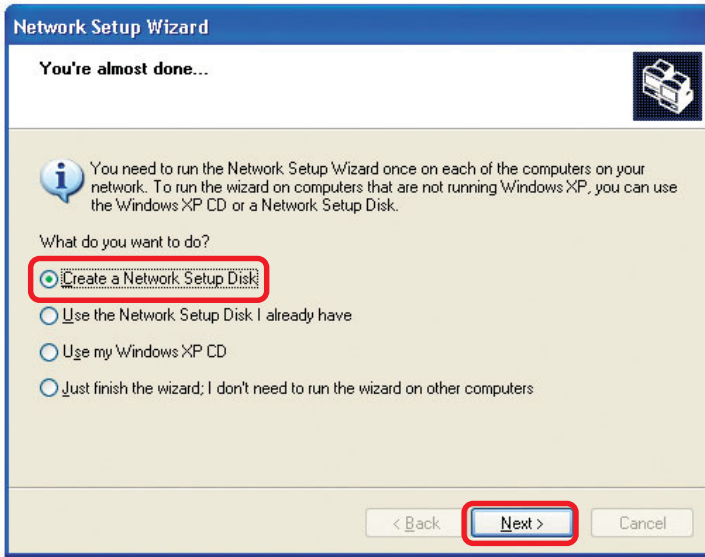 Network Setup Wizard
You're almost done...
You need to run the Network Setup Wizard once on each of the computers on your
network. To run the wizard on computers that are not running Windows XP, you can use
the Windows XP CD or a Network Setup Disk.
What do you want to do?
Create a Network Setup Disk
Use the Network Setup Disk I already have
Use my Windows XP CD
Just finish the wizard; I don't need to run the wizard on other computers
< Back Next > Cancel